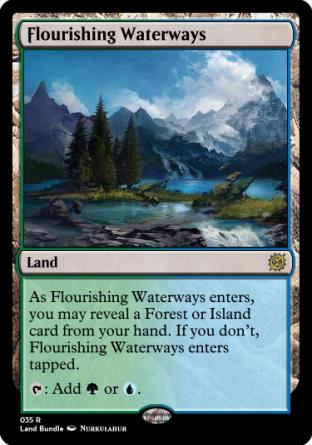 Flourishing Waterways
Land
As Flourishing Waterways enters,
you may reveal a Forest or Island
card from your hand. If you don't,
Flourishing Waterways enters
tapped.
: Add or .
035 R
Land Bundle NURKULAHUR